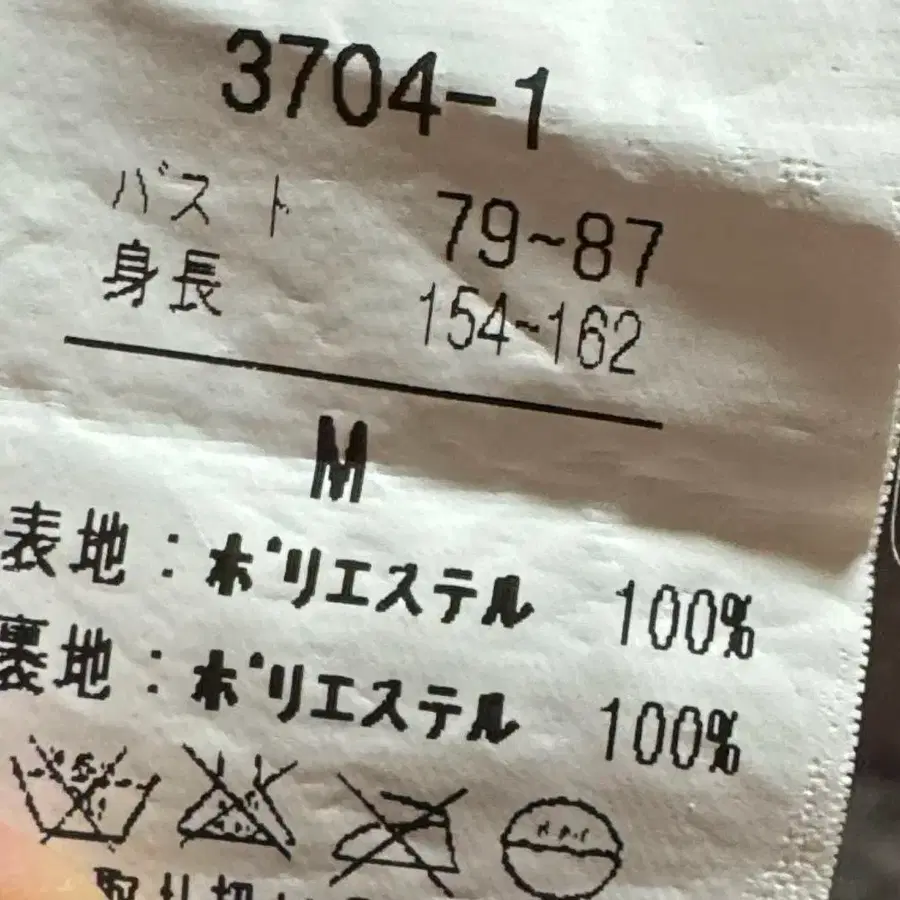 3704-1
バスト 79~87
身長 154~162
M
表地：ポリエステル 100%
裏地：ポリエステル 100%